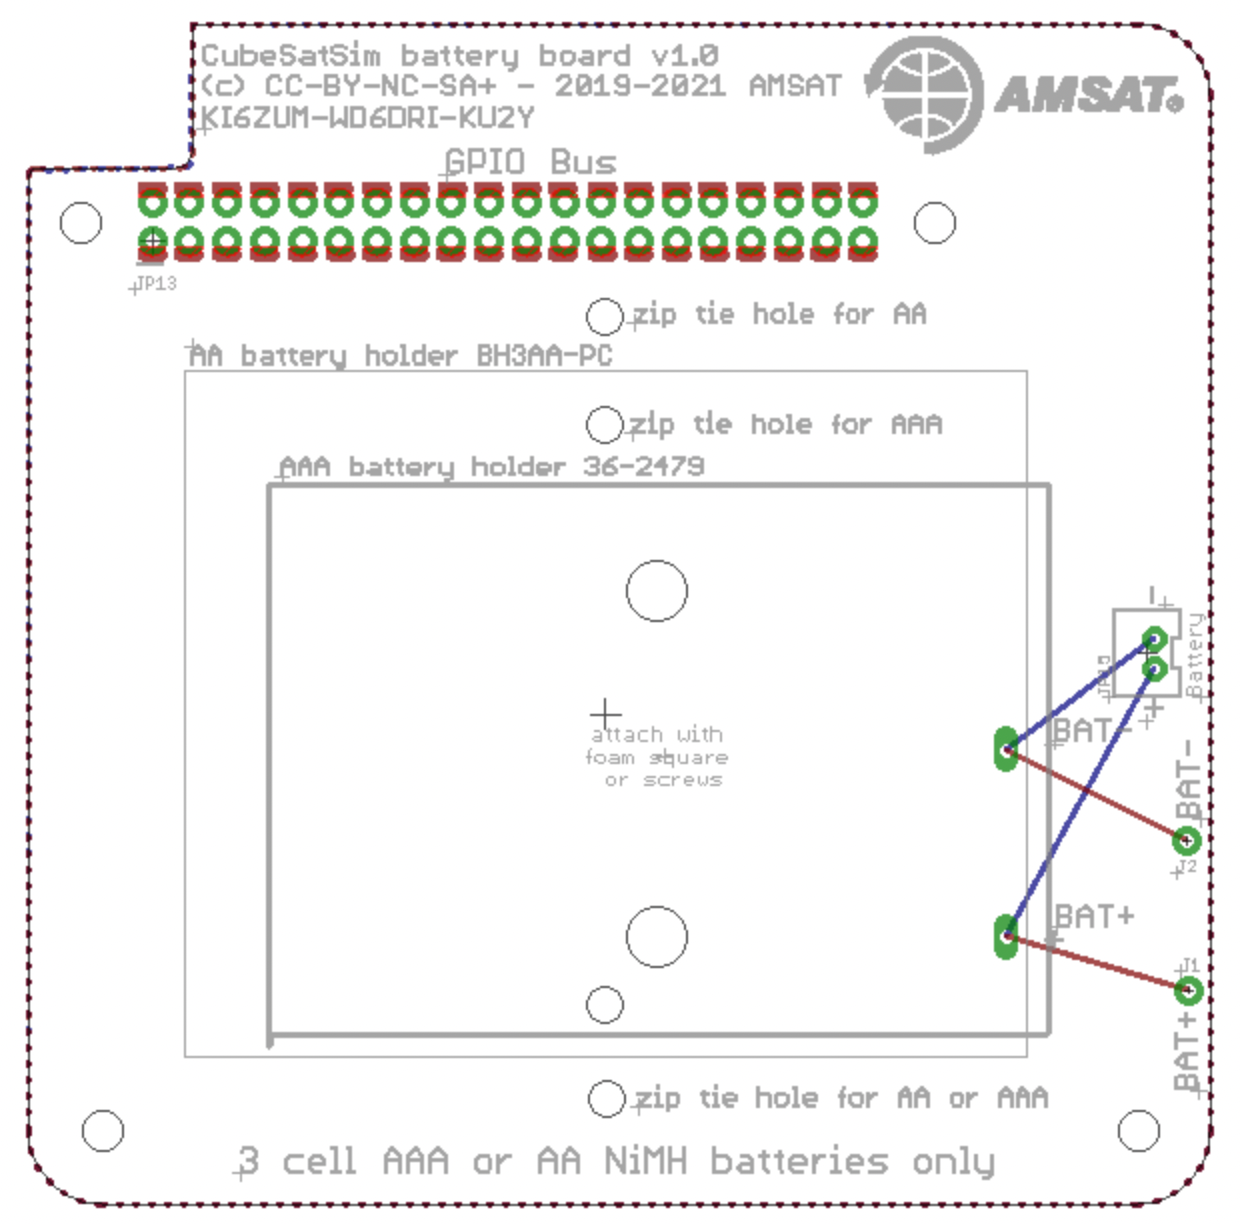 CubeSatSim battery board v1.0
(c) CC-BY-NC-SA+ - 2019-2021 AMSAT
KI6ZUM-WD6DRI-KU2Y
AMSAT®
GPIO Bus
JP13
zip tie hole for AA
AA battery holder BH3AA-PC
zip tie hole for AAA
AAA battery holder 36-2479
-
Battery
+
attach with
foam square
or screws
BAT-
BAT-
J2
BAT+
J1
BAT+
zip tie hole for AA or AAA
3 cell AAA or AA NiMH batteries only